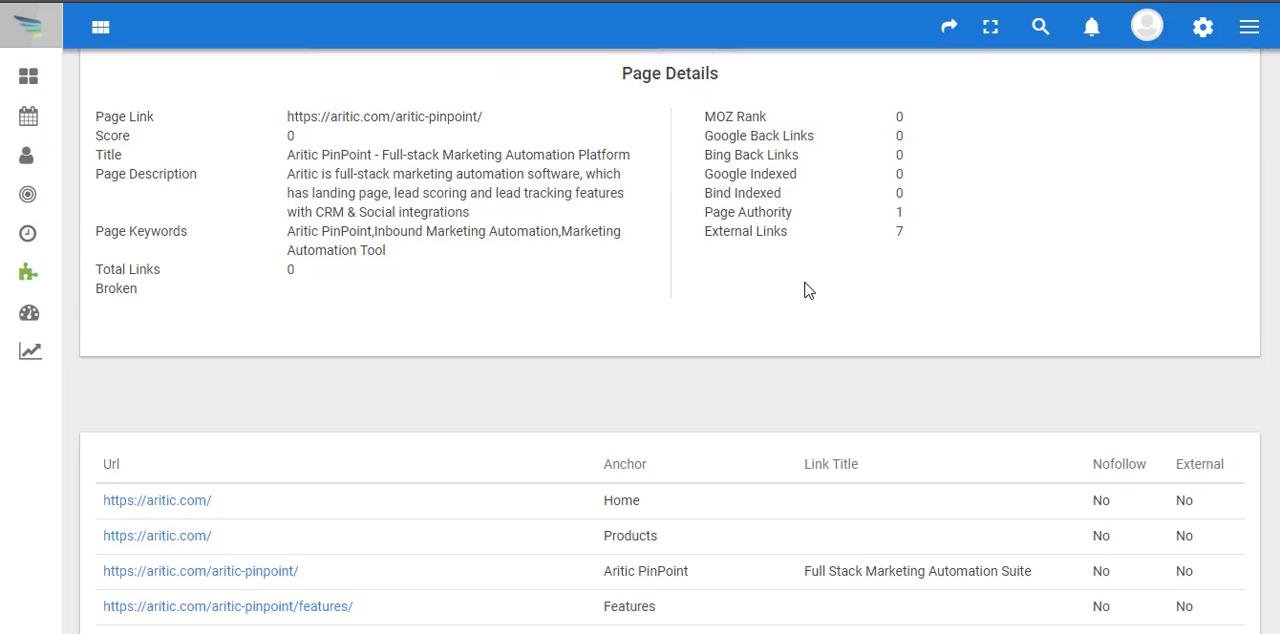 Page Details
Page Link https://aritic.com/aritic-pinpoint/
Score 0
Title Aritic PinPoint - Full-stack Marketing Automation Platform
Page Description Aritic is full-stack marketing automation software, which
has landing page, lead scoring and lead tracking features
with CRM & Social integrations
Page Keywords Aritic PinPoint,Inbound Marketing Automation,Marketing
Automation Tool
Total Links 0
Broken
MOZ Rank 0
Google Back Links 0
Bing Back Links 0
Google Indexed 0
Bind Indexed 0
Page Authority 1
External Links 7
Url Anchor Link Title Nofollow External
https://aritic.com/ Home No No
https://aritic.com/ Products No No
https://aritic.com/aritic-pinpoint/ Aritic PinPoint Full Stack Marketing Automation Suite No No
https://aritic.com/aritic-pinpoint/features/ Features No No